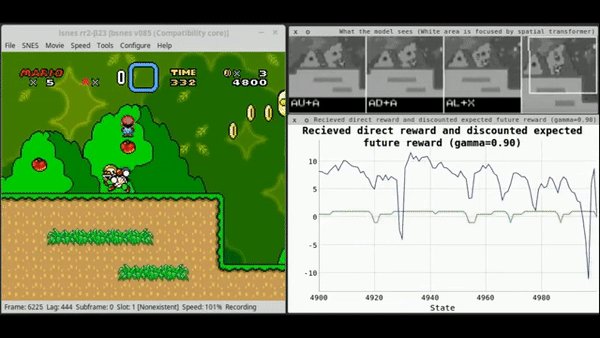 lsnes rr2-β23 [bsnes v085 (Compatibility core)]
File SNES Movie Speed Tools Configure Help
MARIO
x 5 x 0 TIME x 3
332 4800
Frame: 6225 Lag: 444 Subframe: 0 Slot: 1 [Nonexistent] Speed: 101% Recording
What the model sees (White area is focused by spatial transformer)
AU+A AD+A AL+X
Recieved direct reward and discounted expected future reward (gamma=0.90)
Recieved direct reward and discounted expected
future reward (gamma=0.90)
10
5
0
-5
-10
4900 4920 4940 4960 4980
State